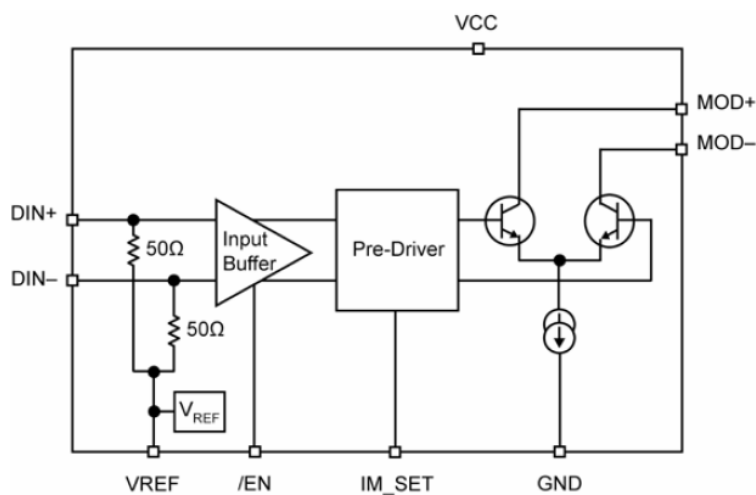 VCC
MOD+
MOD–
DIN+
50Ω
Input
Buffer
Pre-Driver
DIN–
50Ω
VREF
VREF
/EN
IM_SET
GND